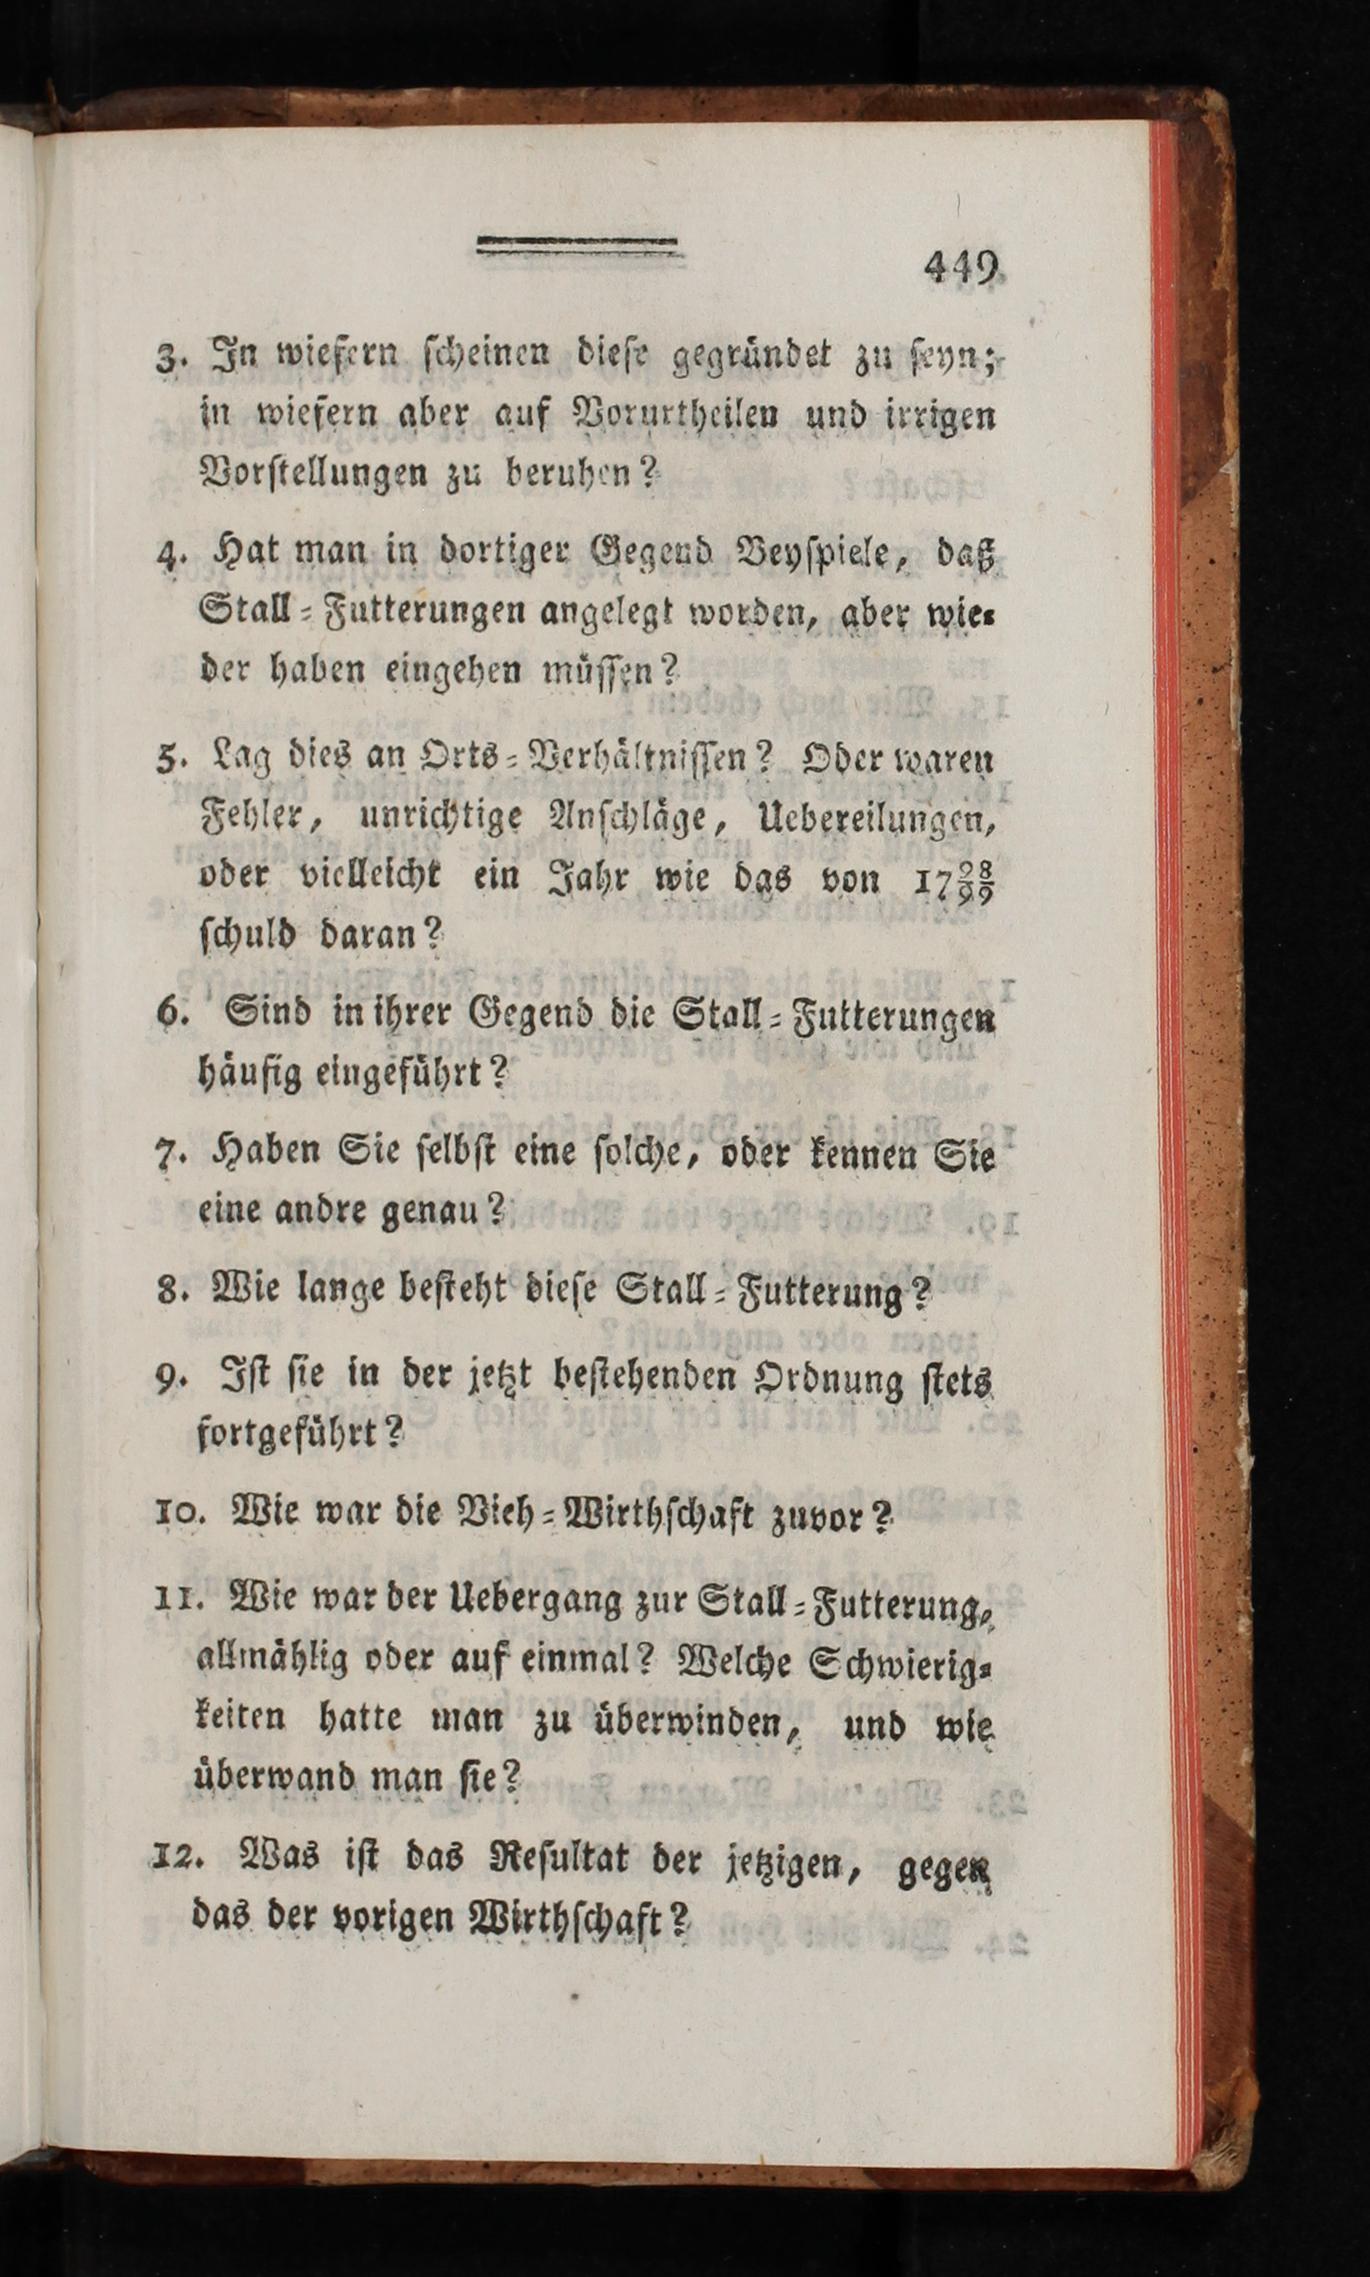 449
3. In wiefern scheinen diese gegründet zu seyn;
in wiefern aber auf Vorurtheilen und irrigen
Vorstellungen zu beruhen?
4. Hat man in dortiger Gegend Beyspiele, daß
Stall-Futterungen angelegt worden, aber wie-
der haben eingehen müssen?
5. Lag dies an Orts-Verhältnissen? Oder waren
Fehler, unrichtige Anschläge, Uebereilungen,
oder vielleicht ein Jahr wie das von 17 98/99
schuld daran?
6. Sind in ihrer Gegend die Stall-Futterungen
häufig eingeführt?
7. Haben Sie selbst eine solche, oder kennen Sie
eine andre genau?
8. Wie lange besteht diese Stall-Futterung?
9. Ist sie in der jetzt bestehenden Ordnung stets
fortgeführt?
10. Wie war die Vieh-Wirthschaft zuvor?
11. Wie war der Uebergang zur Stall-Futterung,
allmählig oder auf einmal? Welche Schwierig-
keiten hatte man zu überwinden, und wie
überwand man sie?
12. Was ist das Resultat der jetzigen, gegen
das der vorigen Wirthschaft?